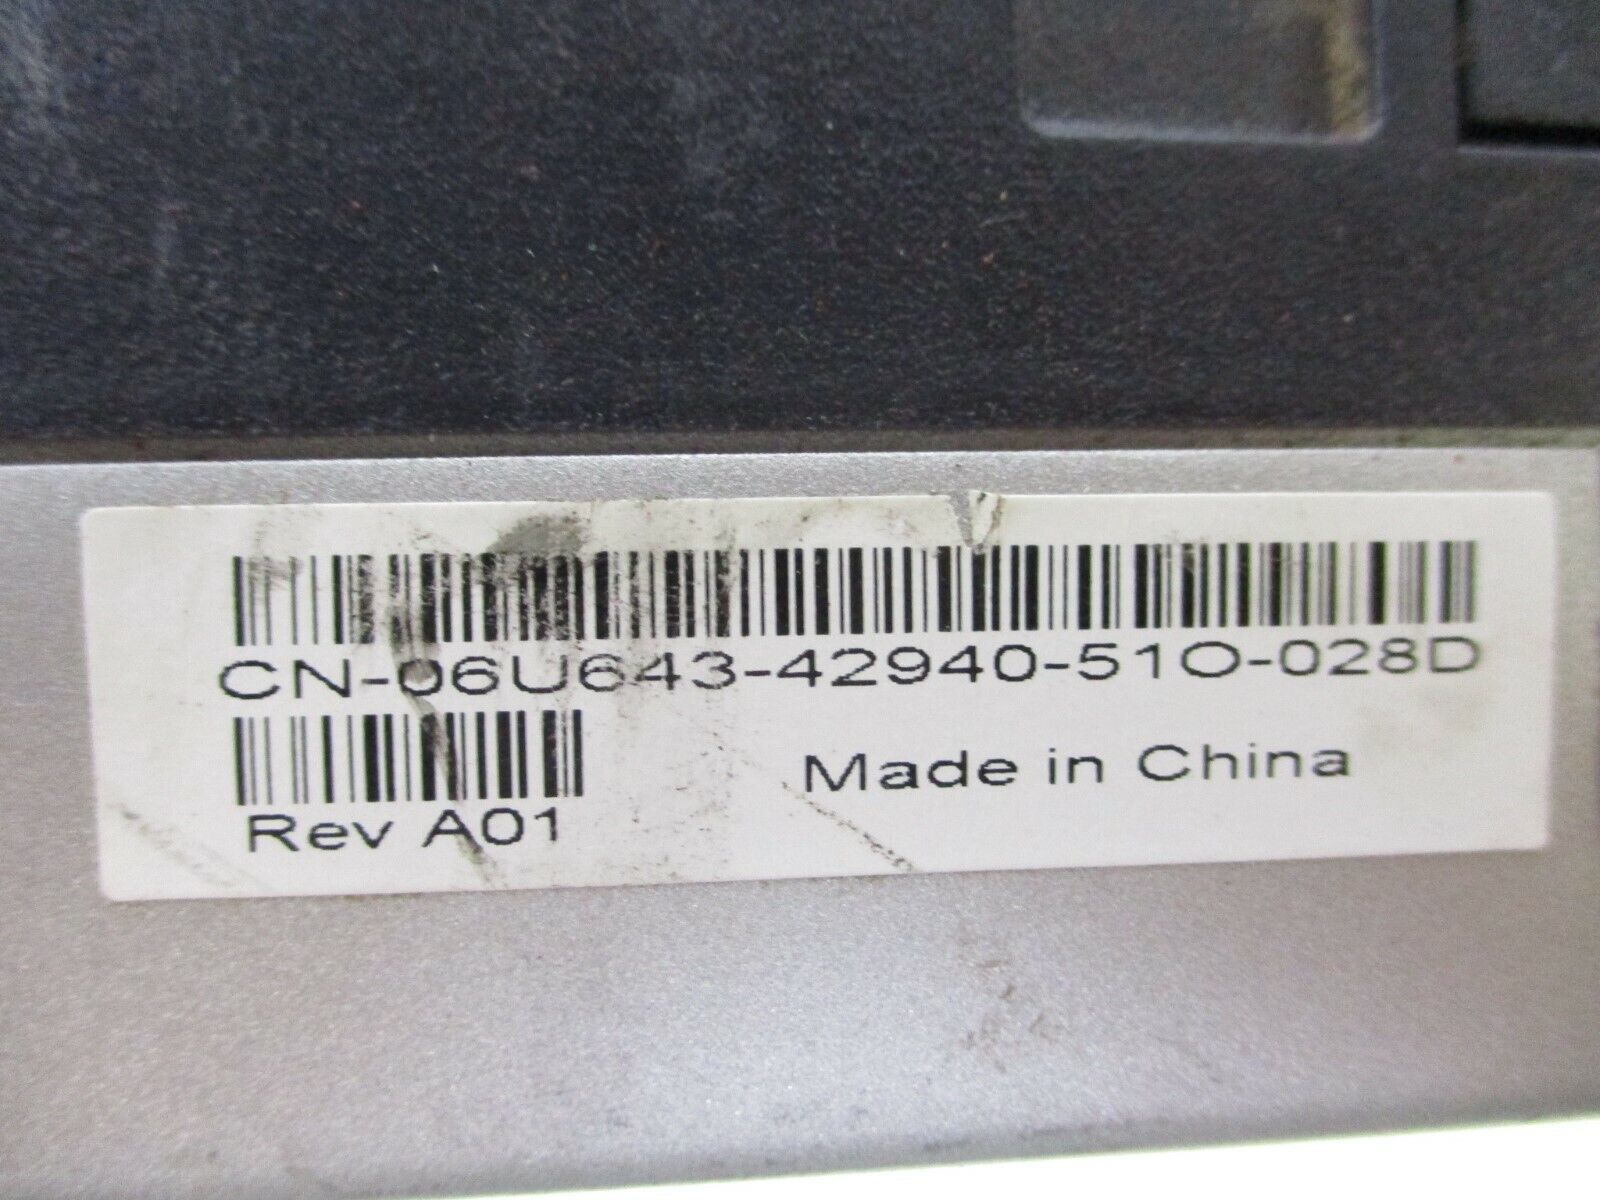 CN-06U643-42940-51O-028D
Rev A01
Made in China